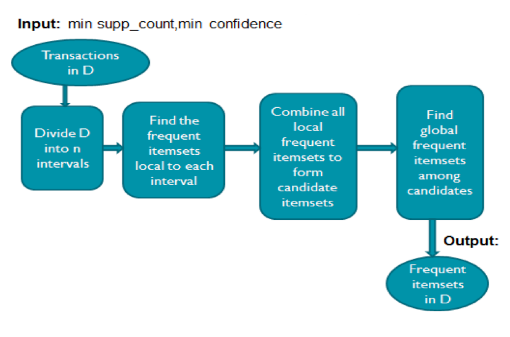 Input: min supp_count,min confidence
Transactions
in D
Divide D
into n
intervals
Find the
frequent
itemsets
local to each
interval
Combine all
local
frequent
itemsets to
form
candidate
itemsets
Find
global
frequent
itemsets
among
candidates
Output:
Frequent
itemsets
in D